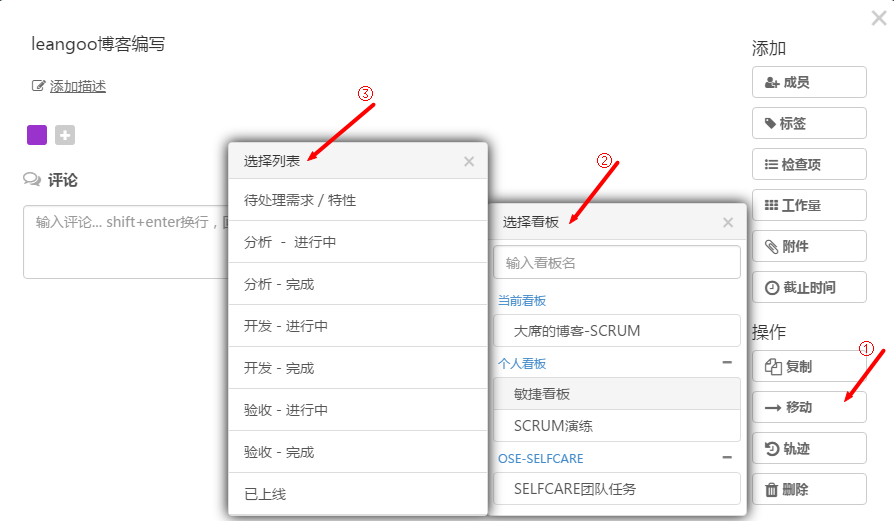 leangoo博客编写
添加描述
评论
输入评论... shift+enter换行，
③
选择列表 ×
待处理需求 / 特性
分析 - 进行中
分析 - 完成
开发 - 进行中
开发 - 完成
验收 - 进行中
验收 - 完成
已上线
②
选择看板 ×
输入看板名
当前看板
大席的博客-SCRUM
个人看板
敏捷看板
SCRUM演练
OSE-SELFCARE
SELFCARE团队任务
×
添加
成员
标签
检查项
工作量
附件
截止时间
操作
①
复制
移动
轨迹
删除